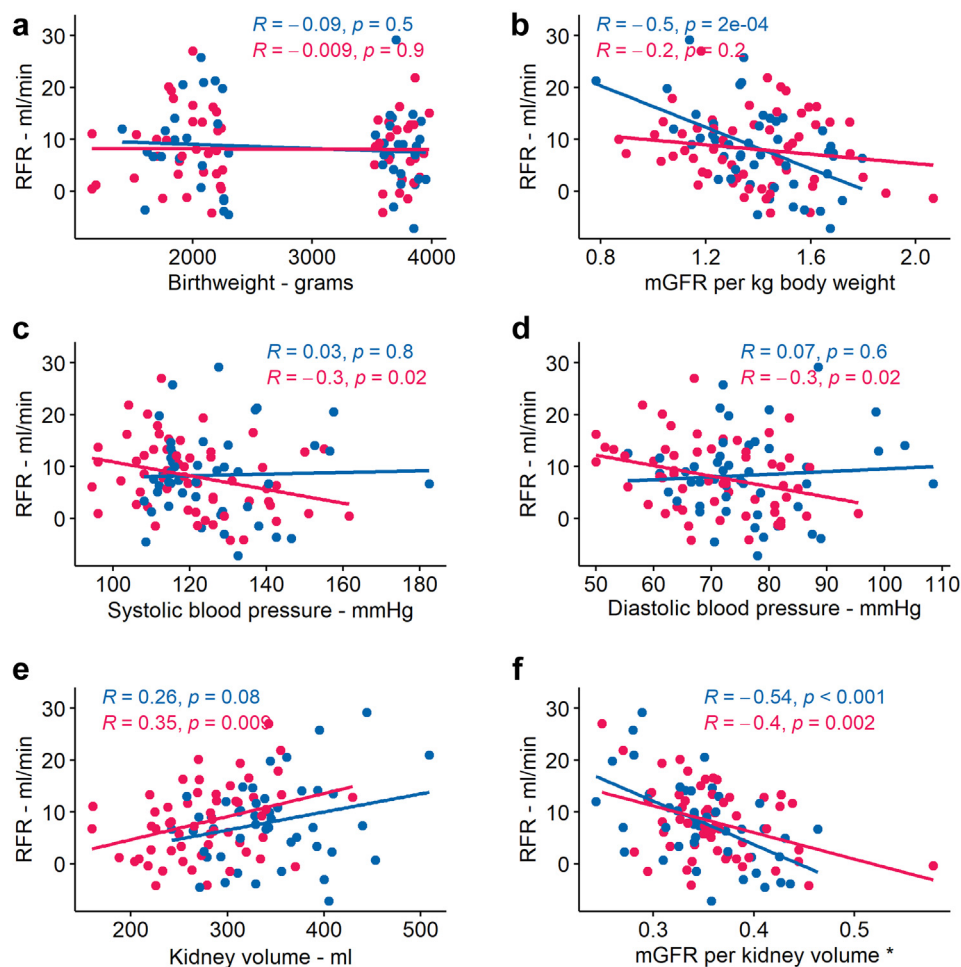 a
R = −0.09, p = 0.5
R = −0.009, p = 0.9
RFR - ml/min
30
20
10
0
2000 3000 4000
Birthweight - grams
b
R = −0.5, p = 2e-04
R = −0.2, p = 0.2
RFR - ml/min
30
20
10
0
0.8 1.2 1.6 2.0
mGFR per kg body weight
c
R = 0.03, p = 0.8
R = −0.3, p = 0.02
RFR - ml/min
30
20
10
0
100 120 140 160 180
Systolic blood pressure - mmHg
d
R = 0.07, p = 0.6
R = −0.3, p = 0.02
RFR - ml/min
30
20
10
0
50 60 70 80 90 100 110
Diastolic blood pressure - mmHg
e
R = 0.26, p = 0.08
R = 0.35, p = 0.009
RFR - ml/min
30
20
10
0
200 300 400 500
Kidney volume - ml
f
R = −0.54, p < 0.001
R = −0.4, p = 0.002
RFR - ml/min
30
20
10
0
0.3 0.4 0.5
mGFR per kidney volume *